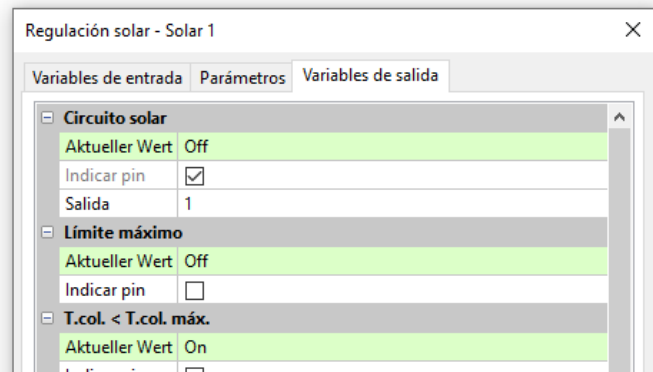 Regulación solar - Solar 1
Variables de entrada Parámetros Variables de salida
Circuito solar
Aktueller Wert Off
Indicar pin
Salida 1
Límite máximo
Aktueller Wert Off
Indicar pin
T.col. < T.col. máx.
Aktueller Wert On